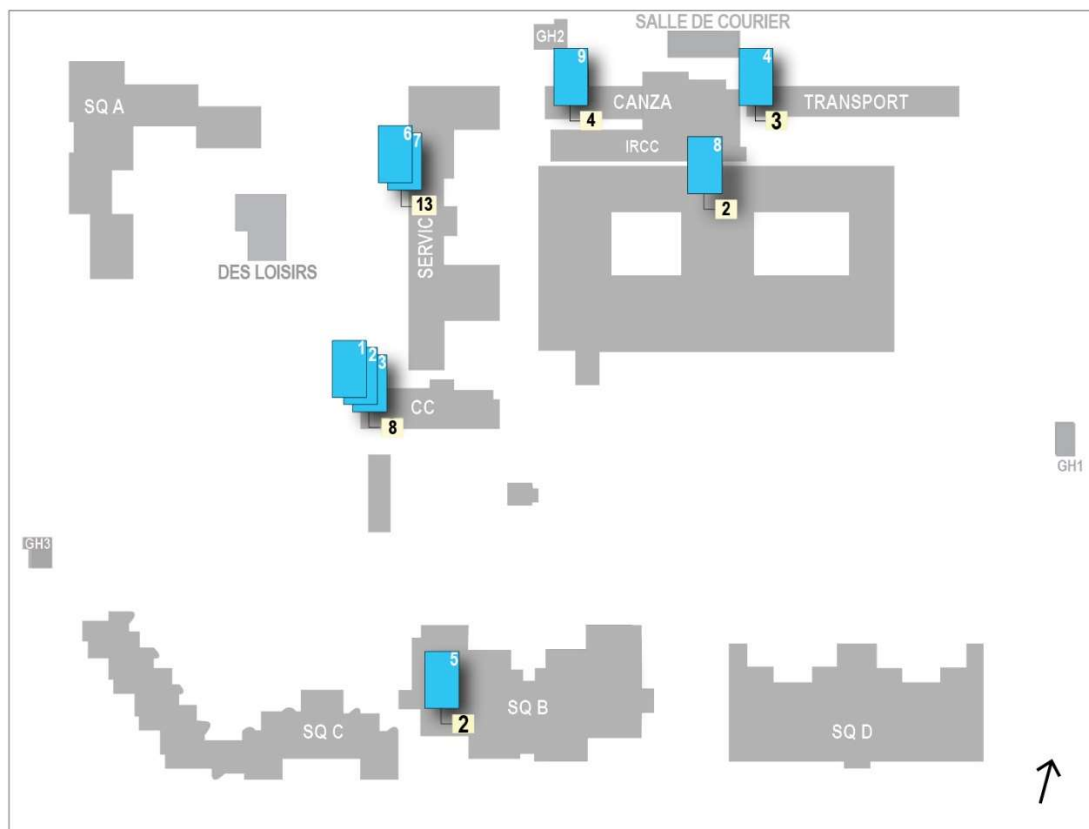 SALLE DE COURIER
GH2
9
4
SQ A
CANZA
TRANSPORT
4
3
6
7
IRCC
8
13
2
SERVIC
DES LOISIRS
1
2
3
CC
8
GH1
GH3
5
SQ B
2
SQ C
SQ D